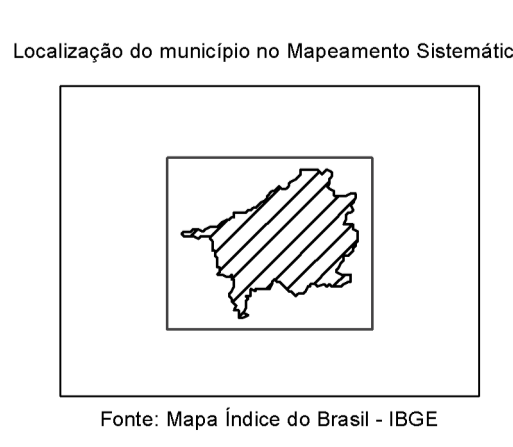 Localização do município no Mapeamento Sistemátic
Fonte: Mapa Índice do Brasil - IBGE